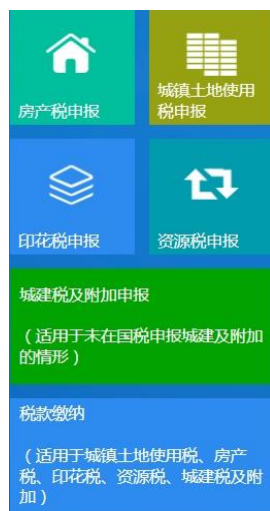 房产税申报
城镇土地使用
税申报
印花税申报
资源税申报
城建税及附加申报
（适用于未在国税申报城建及附加
的情形）
税款缴纳
（适用于城镇土地使用税、房产
税、印花税、资源税、城建税及附
加）